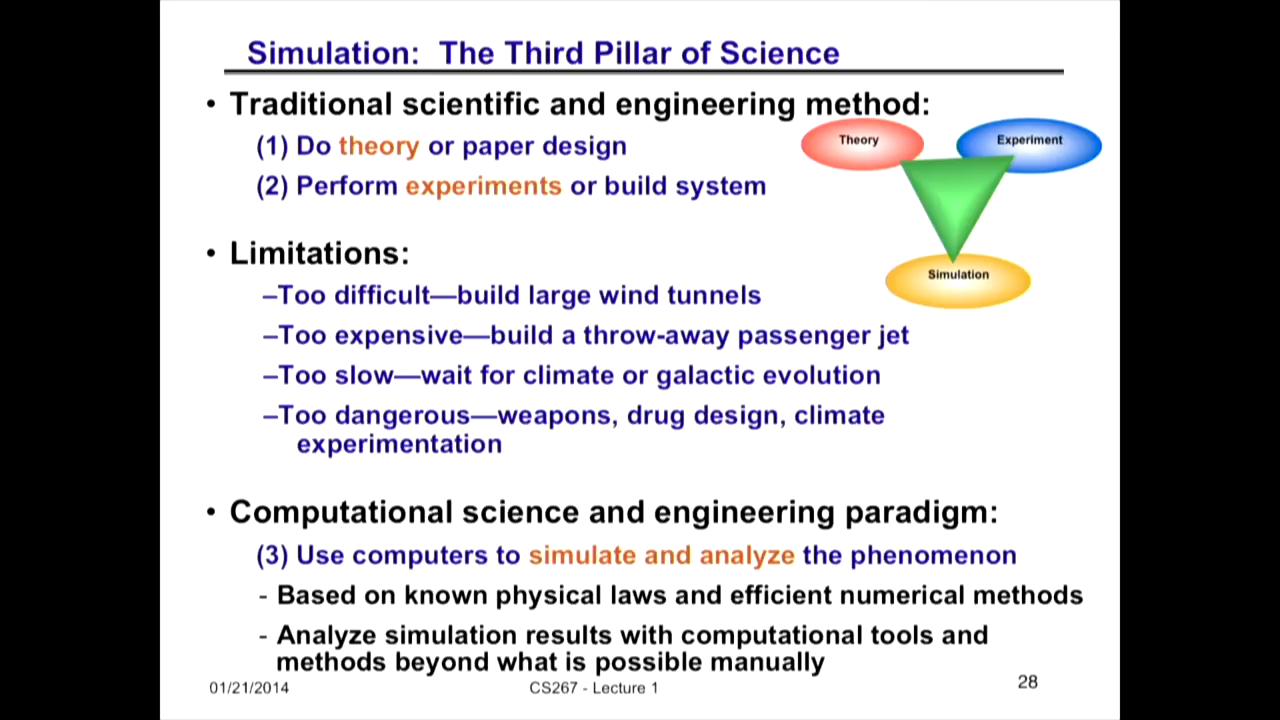 Simulation: The Third Pillar of Science
• Traditional scientific and engineering method:
(1) Do theory or paper design
(2) Perform experiments or build system
Theory
Experiment
Simulation
• Limitations:
–Too difficult—build large wind tunnels
–Too expensive—build a throw-away passenger jet
–Too slow—wait for climate or galactic evolution
–Too dangerous—weapons, drug design, climate
experimentation
• Computational science and engineering paradigm:
(3) Use computers to simulate and analyze the phenomenon
- Based on known physical laws and efficient numerical methods
- Analyze simulation results with computational tools and
methods beyond what is possible manually
01/21/2014
CS267 - Lecture 1
28